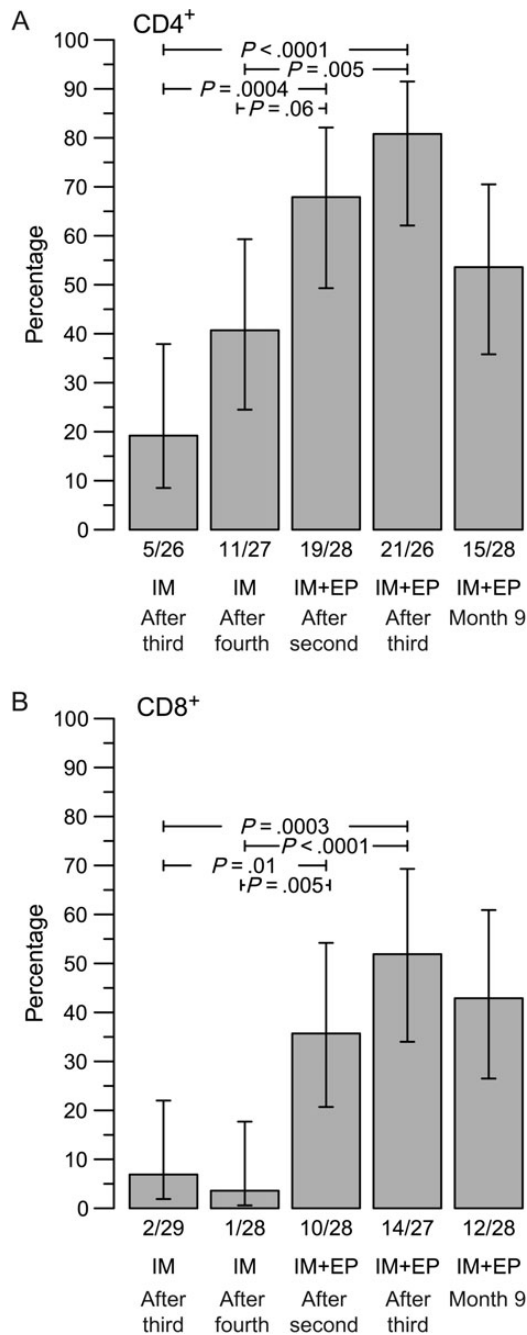 A
CD4+
100
90
80
70
60
50
40
30
20
10
0
Percentage
P < .0001
P = .005
P = .0004
P = .06
5/26 11/27 19/28 21/26 15/28
IM IM IM+EP IM+EP IM+EP
After After After After Month 9
third fourth second third
B
CD8+
100
90
80
70
60
50
40
30
20
10
0
Percentage
P = .0003
P < .0001
P = .01
P = .005
2/29 1/28 10/28 14/27 12/28
IM IM IM+EP IM+EP IM+EP
After After After After Month 9
third fourth second third